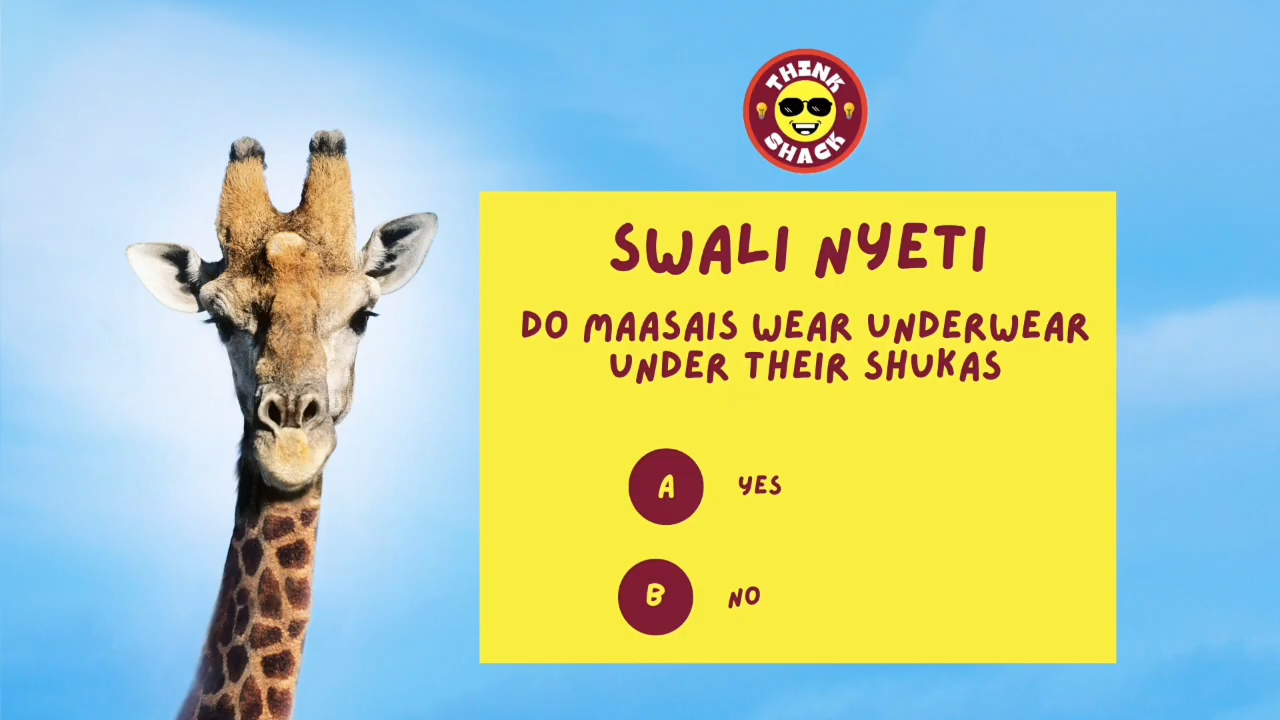 THINK
SHACK
SWALI NYETI
DO MAASAIS WEAR UNDERWEAR
UNDER THEIR SHUKAS
A YES
B NO